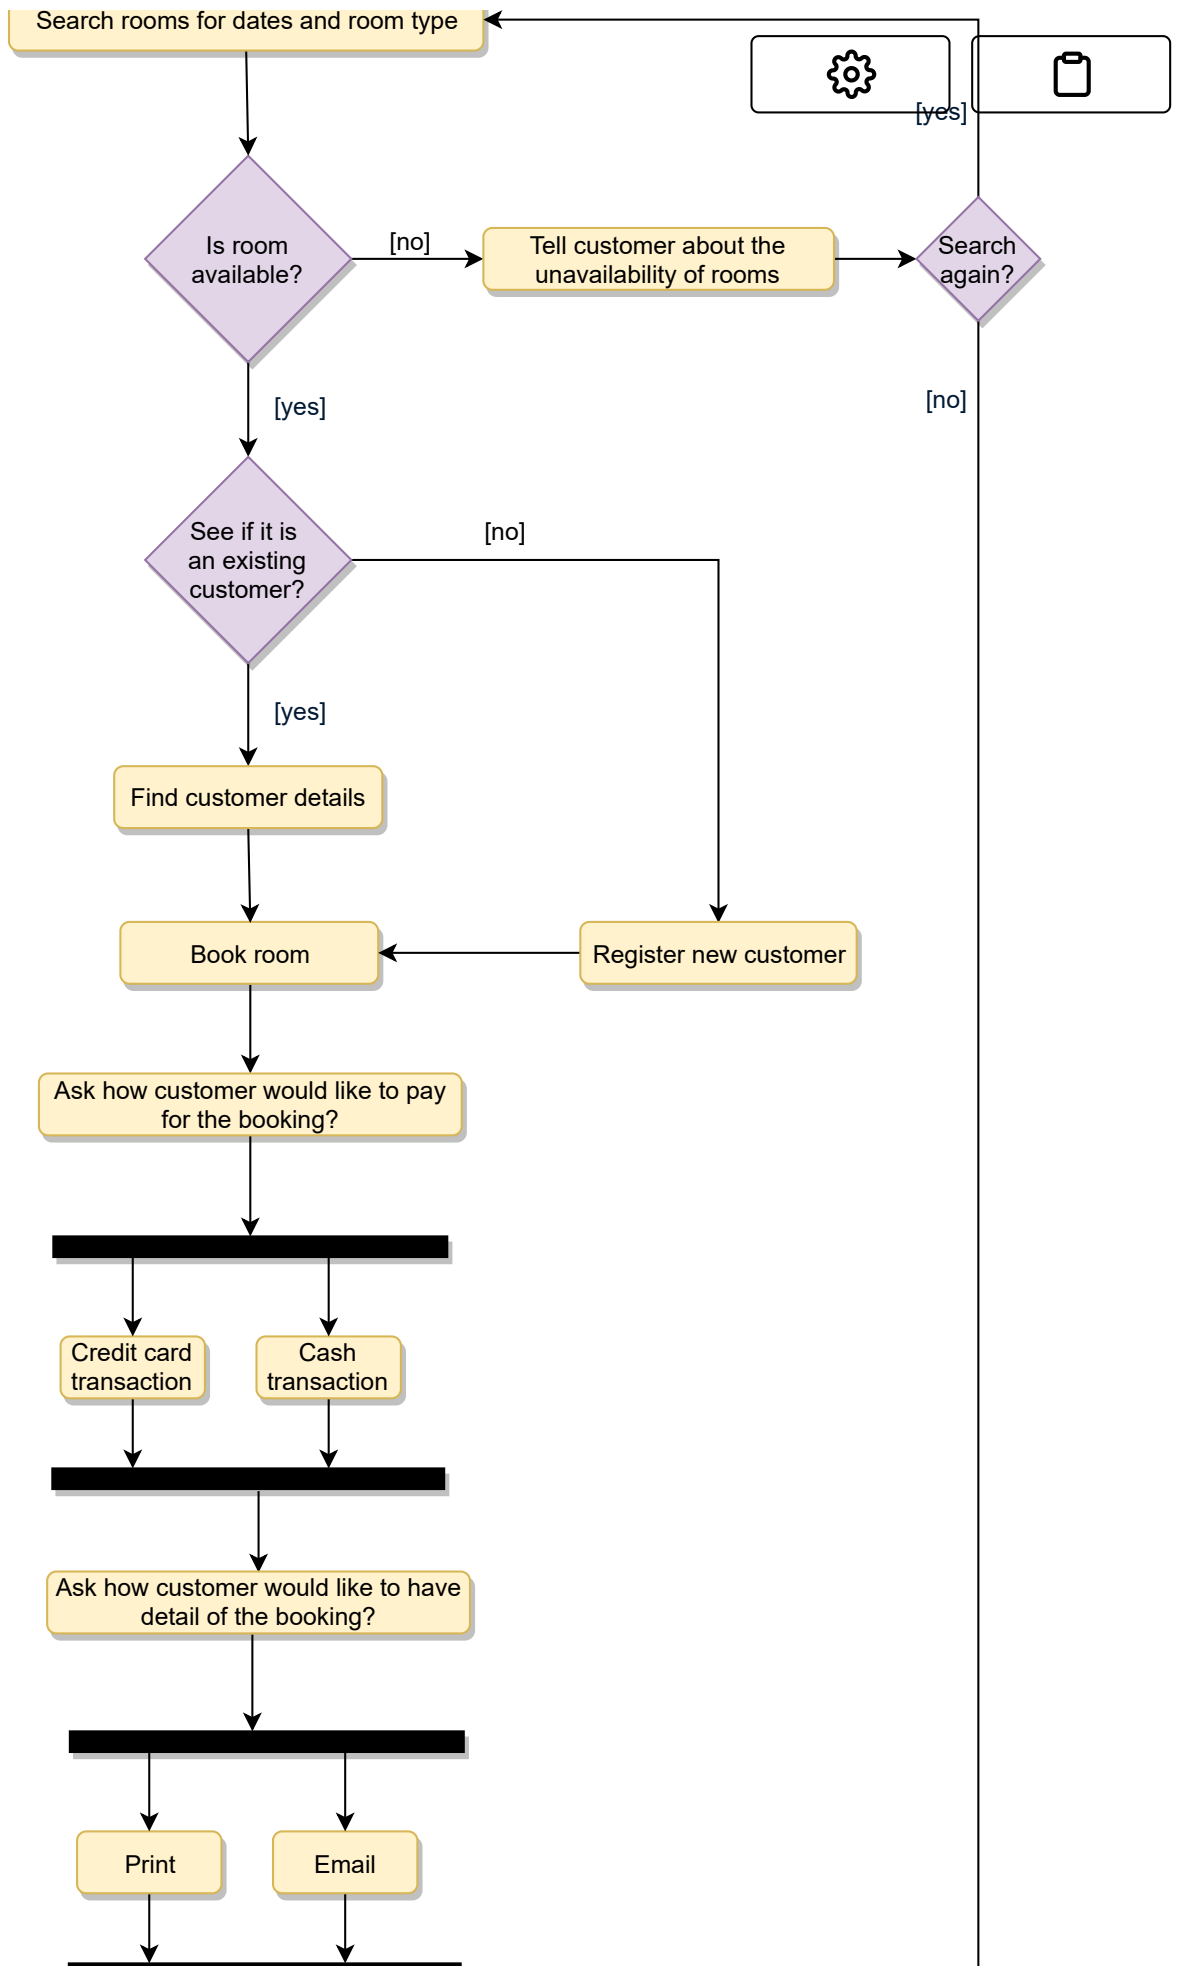 Search rooms for dates and room type
[yes]
Is room
available?
[no]
Tell customer about the
unavailability of rooms
Search
again?
[yes]
[no]
See if it is
an existing
customer?
[no]
[yes]
Find customer details
Book room
Register new customer
Ask how customer would like to pay
for the booking?
Credit card
transaction
Cash
transaction
Ask how customer would like to have
detail of the booking?
Print
Email